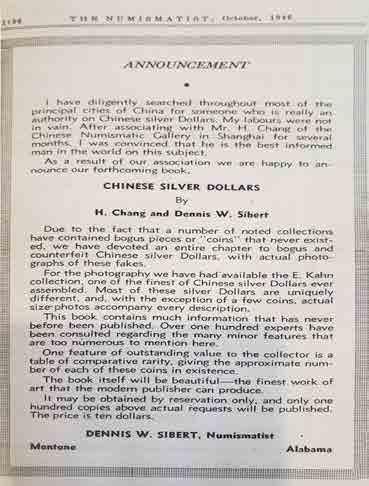 THE NUMISMATIST, October, 1946
ANNOUNCEMENT
I have diligently searched throughout most of the
principal cities of China for someone who is really an
authority on Chinese silver Dollars. My labours were not
in vain. After associating with Mr. H. Chang of the
Chinese Numismatic Gallery in Shanghai for several
months, I was convinced that he is the best informed
man in the world on this subject.
As a result of our association we are happy to an-
nounce our forthcoming book,
CHINESE SILVER DOLLARS
By
H. Chang and Dennis W. Sibert
Due to the fact that a number of noted collections
have contained bogus pieces or "coins" that never exist-
ed, we have devoted an entire chapter to bogus and
counterfeit Chinese silver Dollars, with actual photo-
graphs of these fakes.
For the photography we have had available the E. Kahn
collection, one of the finest of Chinese silver Dollars ever
assembled. Most of these silver Dollars are uniquely
different, and, with the exception of a few coins, actual
size photos accompany every description.
This book contains much information that has never
before been published. Over one hundred experts have
been consulted regarding the many minor features that
are too numerous to mention here.
One feature of outstanding value to the collector is a
table of comparative rarity, giving the approximate num-
ber of each of these coins in existence.
The book itself will be beautiful—the finest work of
art that the modern publisher can produce.
It may be obtained by reservation only, and only one
hundred copies above actual requests will be published.
The price is ten dollars.
DENNIS W. SIBERT, Numismatist
Mentone Alabama